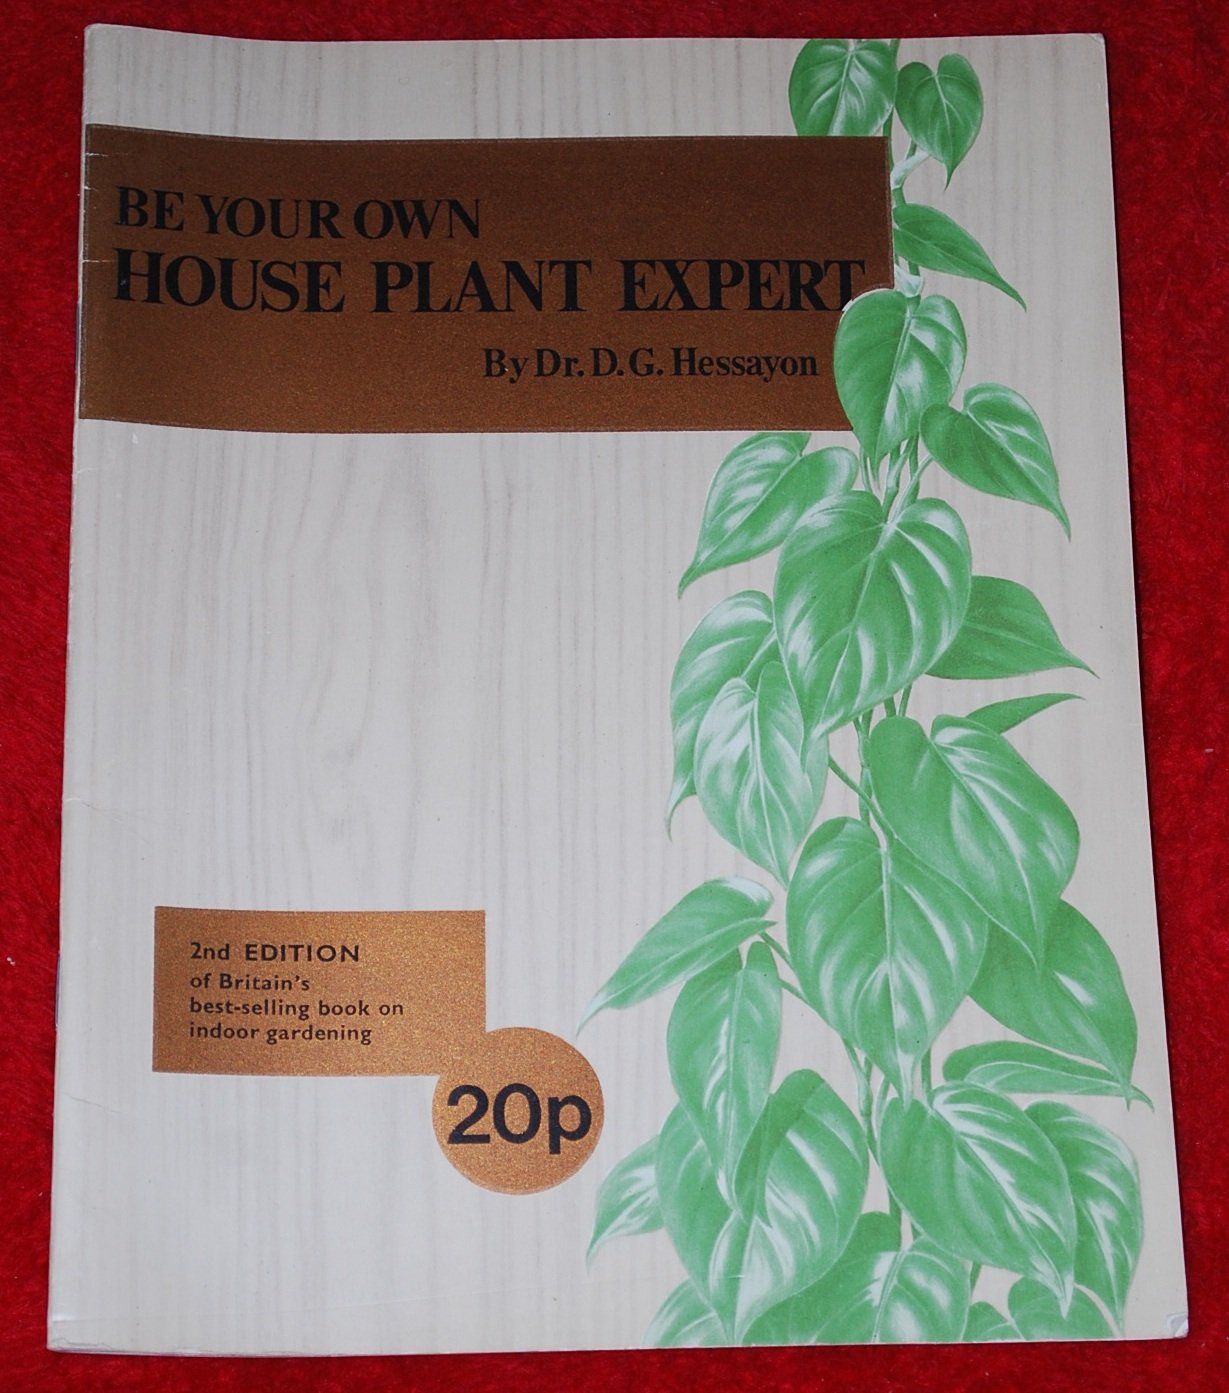 BE YOUR OWN
HOUSE PLANT EXPERT
By Dr. D. G. Hessayon
2nd EDITION
of Britain's
best-selling book on
indoor gardening
20p